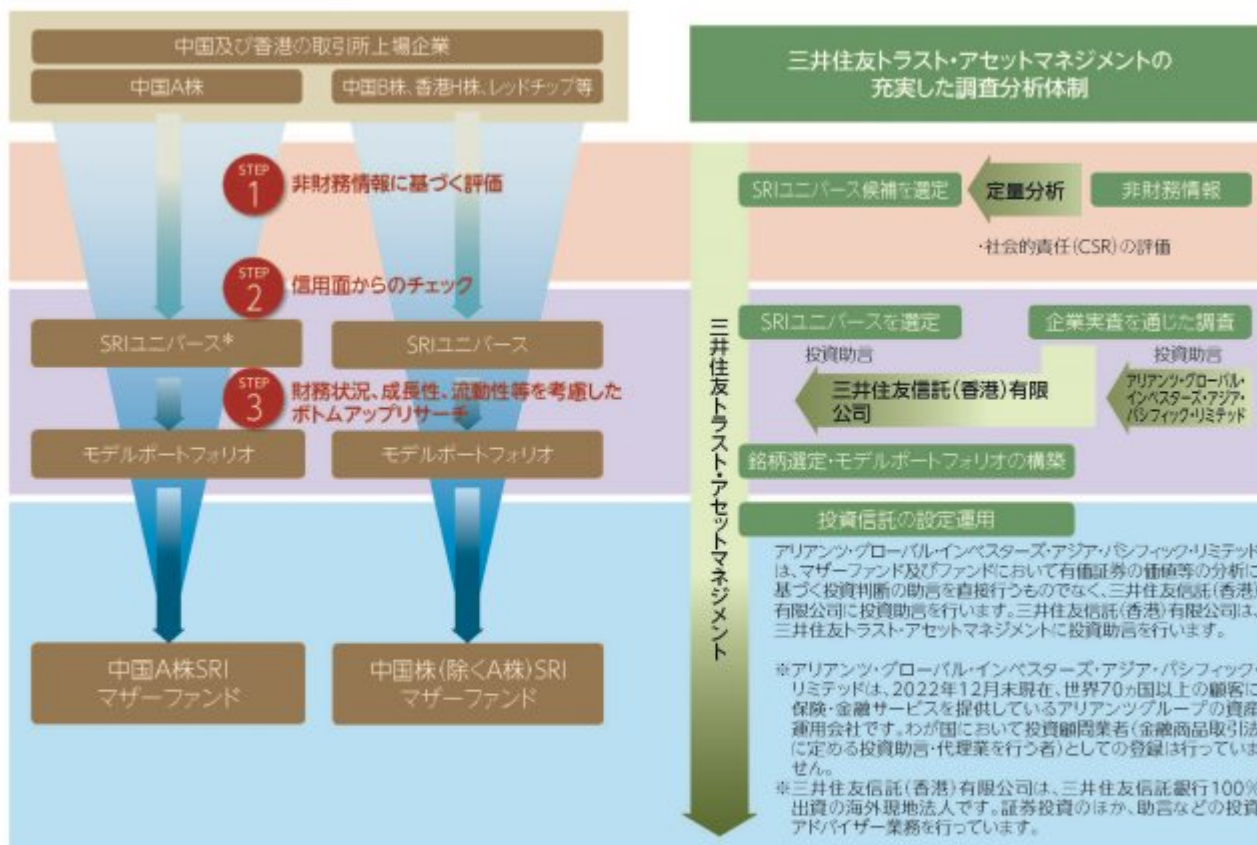 中国及び香港の取引所上場企業
中国A株
中国B株、香港H株、レッドチップ等
STEP
1
非財務情報に基づく評価
STEP
2
信用面からのチェック
SRIユニバース*
SRIユニバース
STEP
3
財務状況、成長性、流動性等を考慮した
ボトムアップリサーチ
モデルポートフォリオ
モデルポートフォリオ
中国A株SRI
マザーファンド
中国株(除くA株)SRI
マザーファンド
三井住友トラスト・アセットマネジメントの
充実した調査分析体制
三井住友トラスト・アセットマネジメント
SRIユニバース候補を選定
定量分析
非財務情報
・社会的責任(CSR)の評価
SRIユニバースを選定
企業実査を通じた調査
投資助言
投資助言
三井住友信託(香港)有限
公司
アリアンツ・グローバル・
インベスターズ・アジア・
パシフィック・リミテッド
銘柄選定・モデルポートフォリオの構築
投資信託の設定運用
アリアンツ・グローバル・インベスターズ・アジア・パシフィック・リミテッド
は、マザーファンド及びファンドにおいて有価証券の価値等の分析に
基づく投資判断の助言を直接行うものでなく、三井住友信託(香港)
有限公司に投資助言を行います。三井住友信託(香港)有限公司は、
三井住友トラスト・アセットマネジメントに投資助言を行います。
※アリアンツ・グローバル・インベスターズ・アジア・パシフィック・
リミテッドは、2022年12月末現在、世界70ヵ国以上の顧客に
保険・金融サービスを提供しているアリアンツグループの資産
運用会社です。わが国において投資顧問業者(金融商品取引法
に定める投資助言・代理業を行う者)としての登録は行っていま
せん。
※三井住友信託(香港)有限公司は、三井住友信託銀行100%
出資の海外現地法人です。証券投資のほか、助言などの投資
アドバイザー業務を行っています。